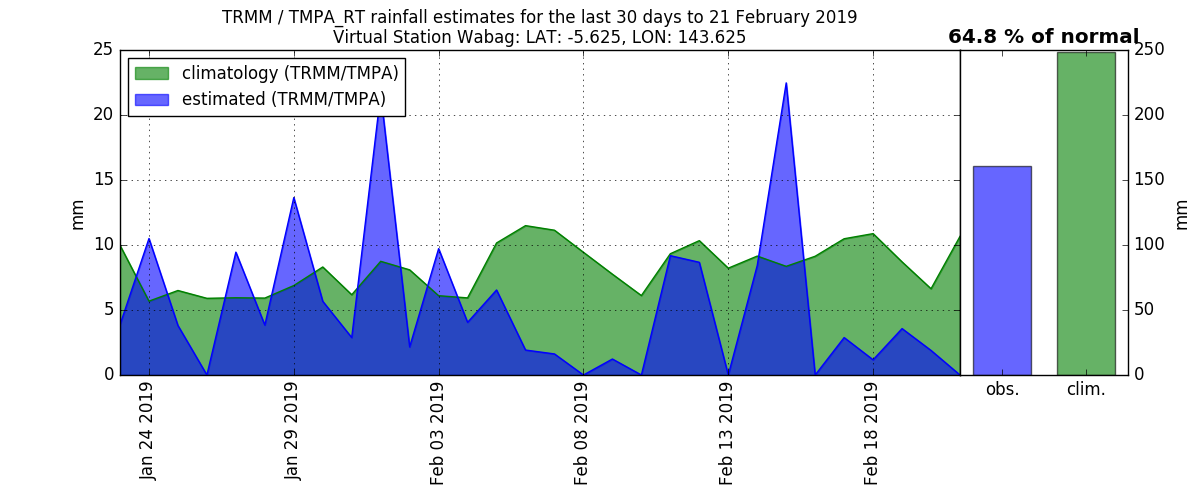 TRMM / TMPA_RT rainfall estimates for the last 30 days to 21 February 2019
Virtual Station Wabag: LAT: -5.625, LON: 143.625
64.8 % of normal
climatology (TRMM/TMPA)
estimated (TRMM/TMPA)
25
20
15
10
5
0
mm
250
200
150
100
50
0
mm
Jan 24 2019
Jan 29 2019
Feb 03 2019
Feb 08 2019
Feb 13 2019
Feb 18 2019
obs.
clim.